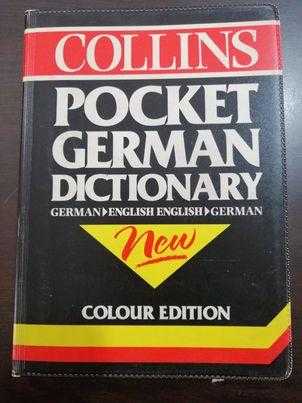 COLLINS
POCKET
GERMAN
DICTIONARY
GERMAN▶ENGLISH ENGLISH▶GERMAN
new
COLOUR EDITION